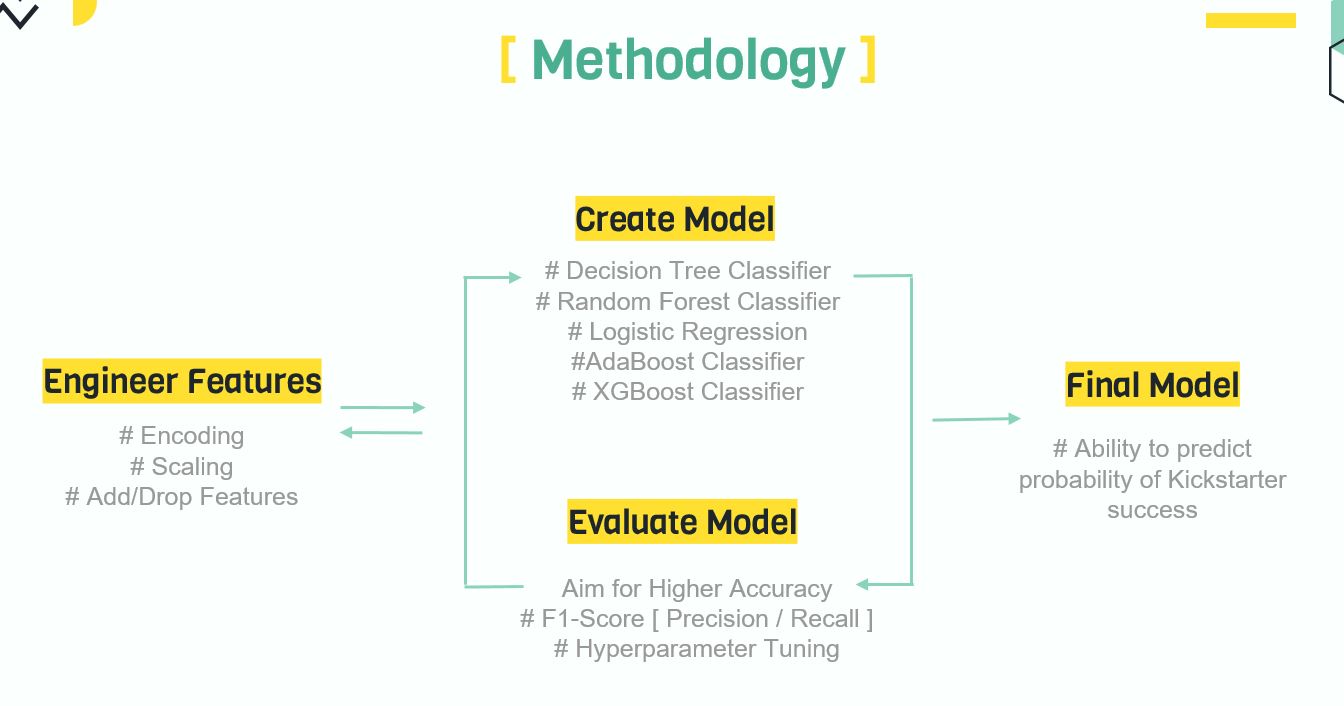 [ Methodology ]
Create Model
# Decision Tree Classifier
# Random Forest Classifier
# Logistic Regression
#AdaBoost Classifier
# XGBoost Classifier
Engineer Features
# Encoding
# Scaling
# Add/Drop Features
Final Model
# Ability to predict
probability of Kickstarter
success
Evaluate Model
Aim for Higher Accuracy
# F1-Score [ Precision / Recall ]
# Hyperparameter Tuning